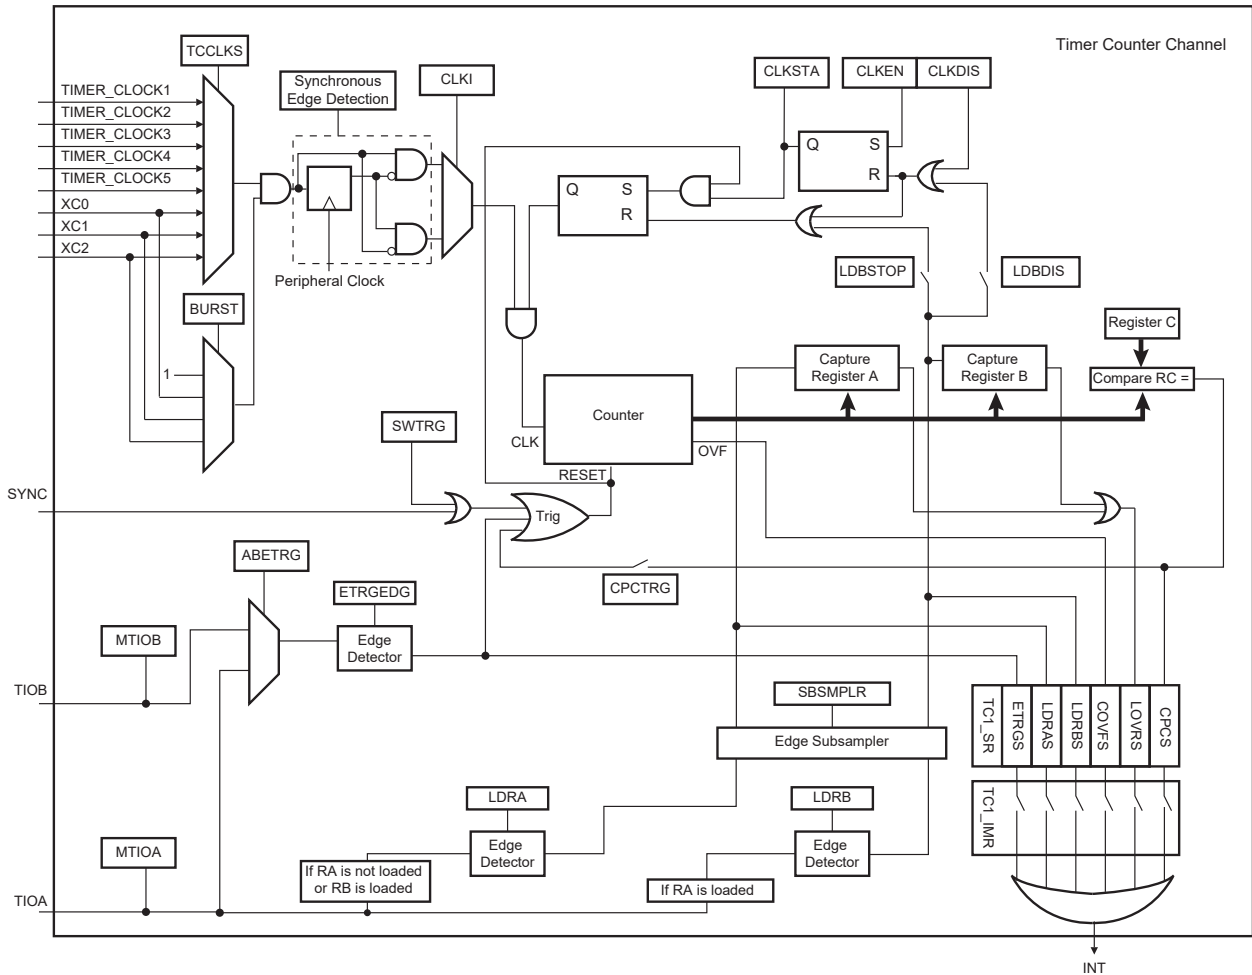 Timer Counter Channel
TCCLKS
TIMER_CLOCK1
TIMER_CLOCK2
TIMER_CLOCK3
TIMER_CLOCK4
TIMER_CLOCK5
XC0
XC1
XC2
Synchronous
Edge Detection
CLKI
Peripheral Clock
CLKSTA
CLKEN
CLKDIS
Q
S
R
Q
S
R
LDBSTOP
LDBDIS
BURST
1
Register C
Capture
Register A
Capture
Register B
Compare RC =
Counter
CLK
OVF
RESET
SWTRG
SYNC
Trig
CPCTRG
ABETRG
ETRGEDG
Edge
Detector
MTIOB
TIOB
SBSMPLR
Edge Subsampler
TC1_SR
ETRGS
LDRAS
LDRBS
COVFS
LOVRS
CPCS
TC1_IMR
LDRA
Edge
Detector
LDRB
Edge
Detector
MTIOA
If RA is not loaded
or RB is loaded
If RA is loaded
TIOA
INT